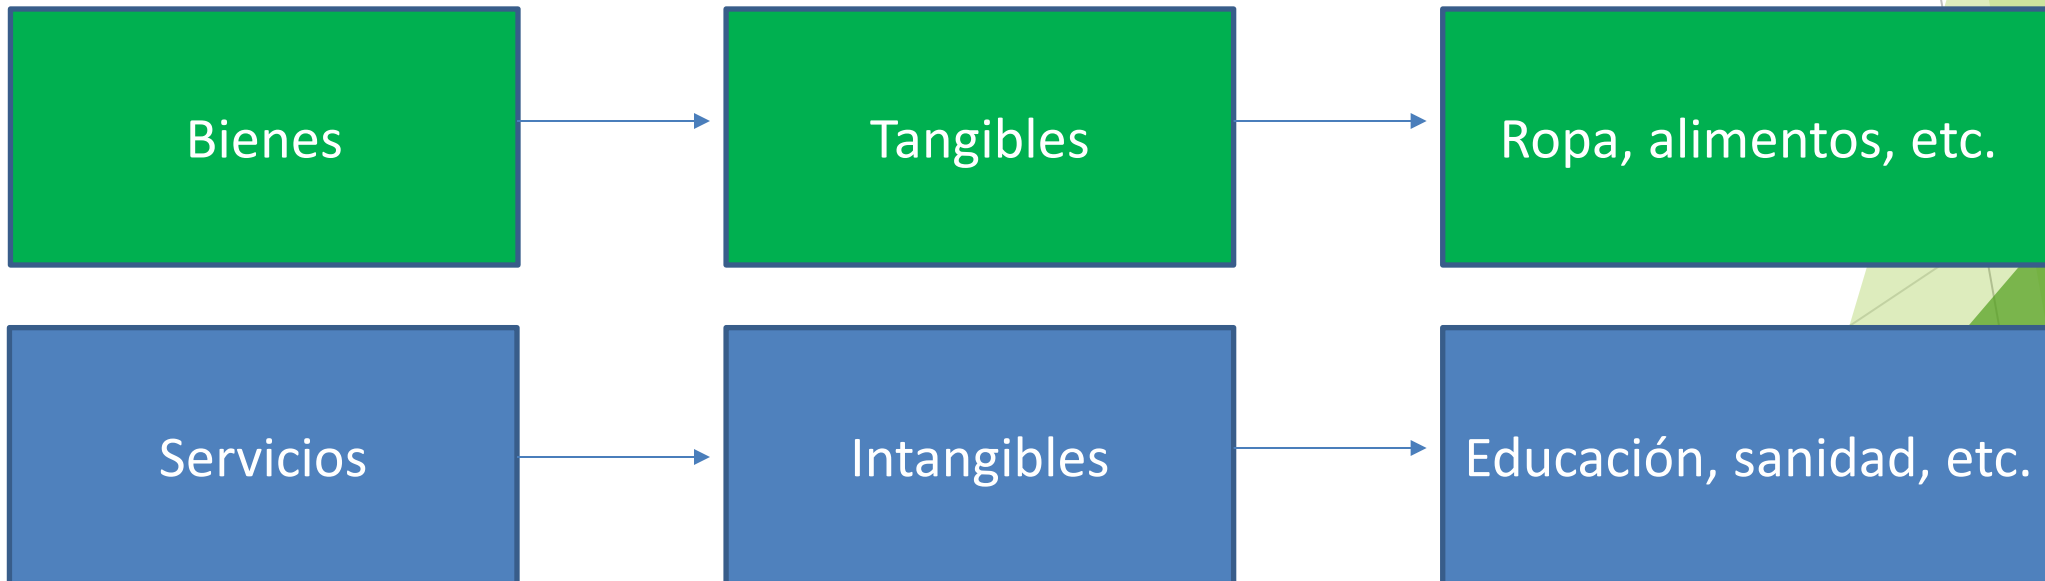 Bienes
Tangibles
Ropa, alimentos, etc.
Servicios
Intangibles
Educación, sanidad, etc.